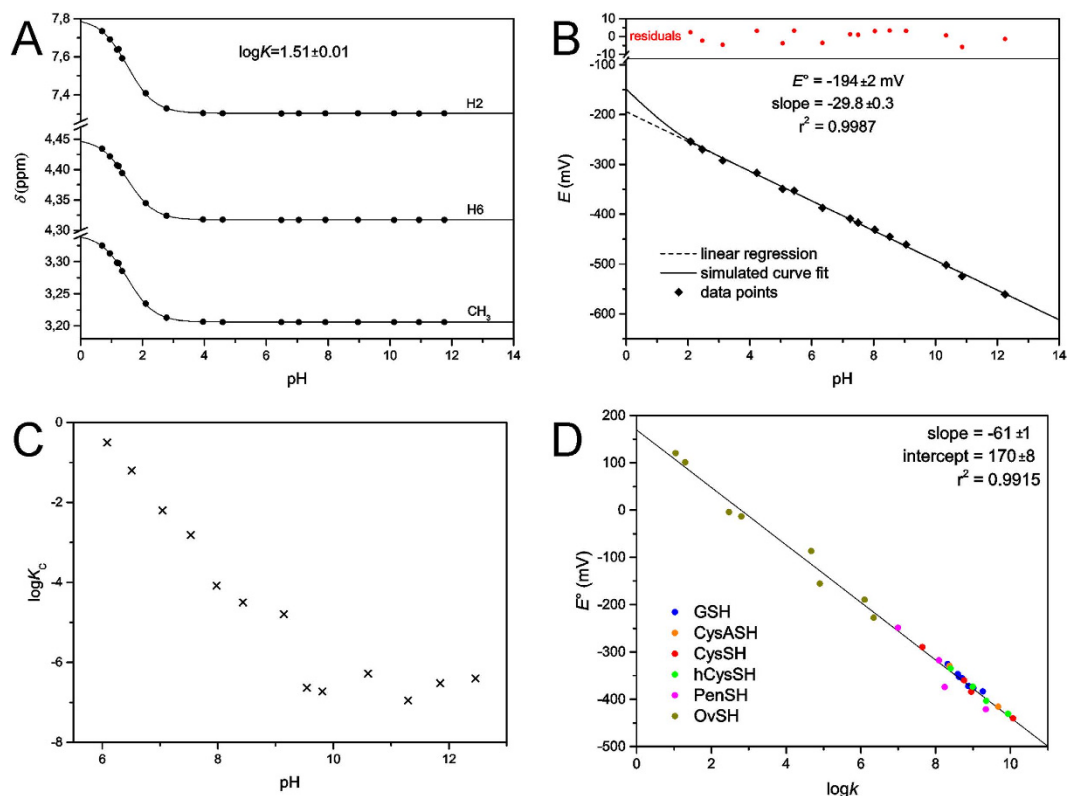 A
logK=1.51±0.01
7,8
7,6
7,4
H2
4,45
4,40
4,35
4,30
H6
3,30
3,25
3,20
CH3
δ (ppm)
0 2 4 6 8 10 12 14
pH
B
10
0
-10
residuals
-100
-200
-300
-400
-500
-600
E° = -194±2 mV
slope = -29.8±0.3
r² = 0.9987
E (mV)
linear regression
simulated curve fit
data points
0 2 4 6 8 10 12 14
pH
C
0
-2
-4
-6
-8
logKC
6 8 10 12
pH
D
200
100
0
-100
-200
-300
-400
-500
slope = -61±1
intercept = 170±8
r² = 0.9915
E° (mV)
GSH
CysASH
CysSH
hCysSH
PenSH
OvSH
0 2 4 6 8 10
logk